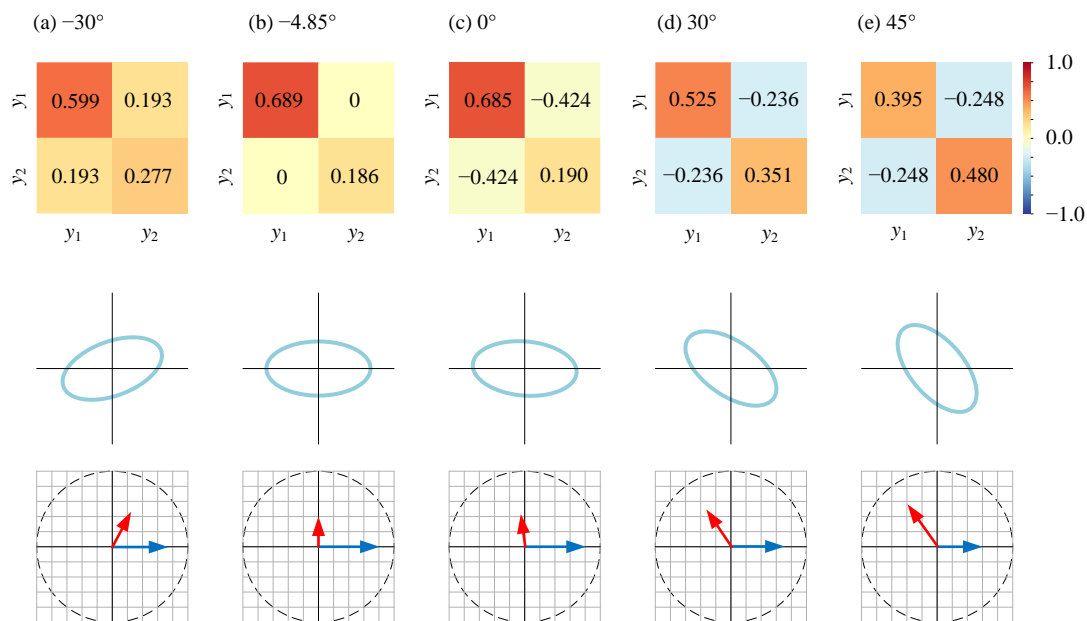 (a) −30° (b) −4.85° (c) 0° (d) 30° (e) 45°
y₁ 0.599 0.193 y₁ 0.689 0 y₁ 0.685 −0.424 y₁ 0.525 −0.236 y₁ 0.395 −0.248 1.0
0.0
y₂ 0.193 0.277 y₂ 0 0.186 y₂ −0.424 0.190 y₂ −0.236 0.351 y₂ −0.248 0.480 −1.0
y₁ y₂ y₁ y₂ y₁ y₂ y₁ y₂ y₁ y₂